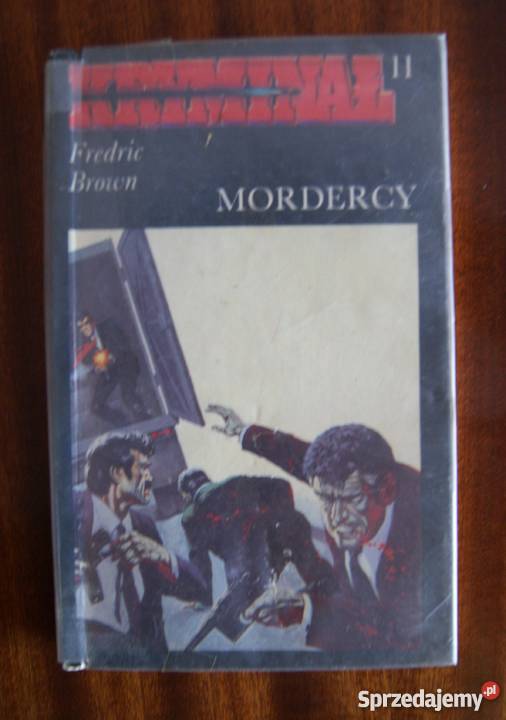 KRYMINAŁ 11
Fredric
Brown
MORDERCY
Sprzedajemy.pl